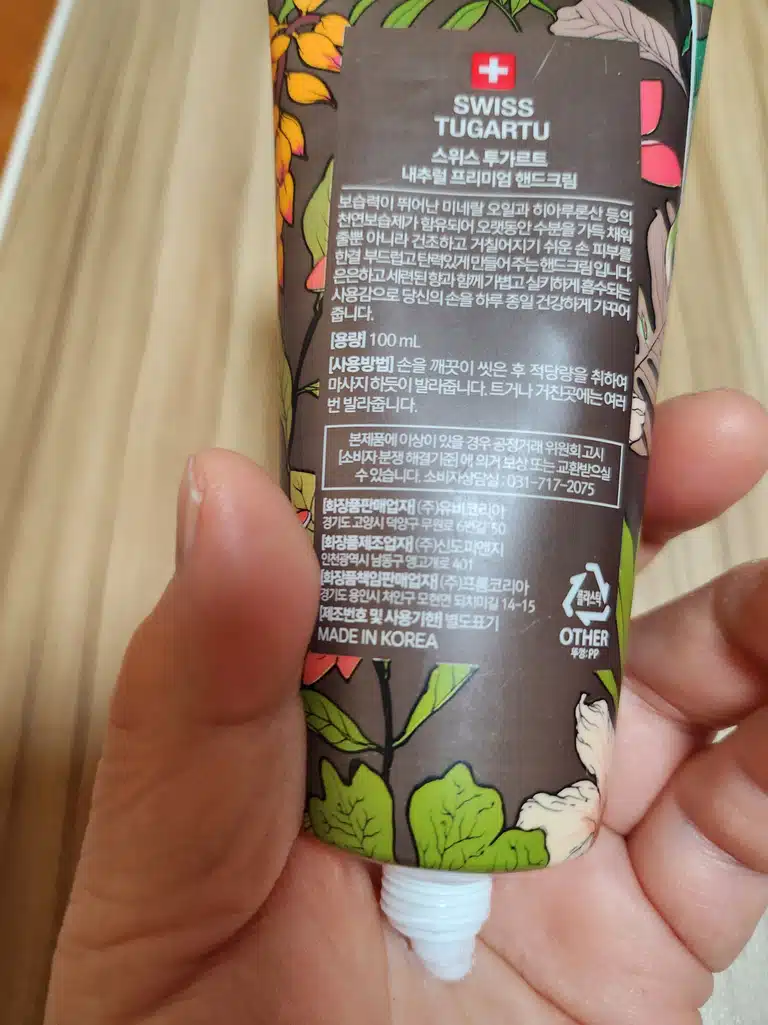 SWISS
TUGARTU
스위스 투가르트
내추럴 프리미엄 핸드크림
보습력이 뛰어난 미네랄 오일과 히아루론산 등의
천연보습제가 함유되어 오랫동안 수분을 가득 채워
줄뿐 아니라 건조하고 거칠어지기 쉬운 손 피부를
한결 부드럽고 탄력있게 만들어 주는 핸드크림 입니다.
은은하고 세련된 향과 함께 가볍고 실키하게 흡수되는
사용감으로 당신의 손을 하루 종일 건강하게 가꾸어
줍니다.
[용량] 100 mL
[사용방법] 손을 깨끗이 씻은 후 적당량을 취하여
마사지 하듯이 발라줍니다. 트거나 거친곳에는 여러
번 발라줍니다.
본제품에 이상이 있을 경우 공정거래 위원회 고시
[소비자 분쟁 해결기준] 에 의거 보상 또는 교환받으실
수 있습니다. 소비자상담실 : 031-717-2075
[화장품판매업자] (주)유비코리아
경기도 고양시 덕양구 무원로 6번길 50
[화장품제조업자] (주)신도피앤지
인천광역시 남동구 앵고개로 401
[화장품책임판매업자] (주)프롬코리아
경기도 용인시 처인구 모현면 되치미길 14-15
[제조번호 및 사용기한] 별도표기
MADE IN KOREA
플라스틱
OTHER
뚜껑:PP